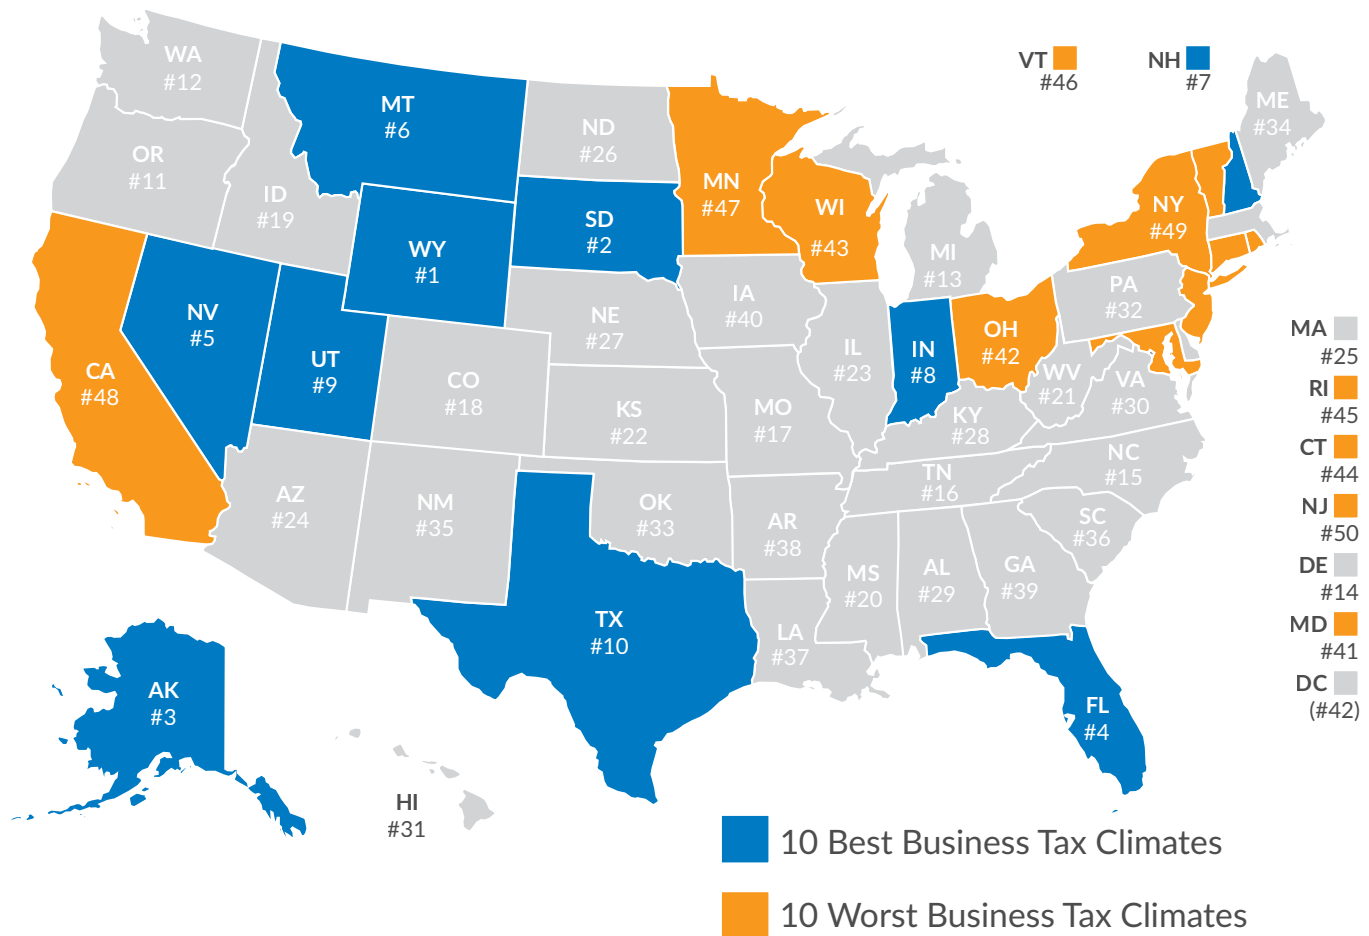 WA
#12
MT
#6
ND
#26
VT
#46
NH
#7
ME
#34
OR
#11
ID
#19
MN
#47
WI
#43
SD
#2
WY
#1
NY
#49
MI
#13
PA
#32
NV
#5
UT
#9
NE
#27
IA
#40
IL
#23
IN
#8
OH
#42
MA
#25
CA
#48
CO
#18
KS
#22
MO
#17
KY
#28
WV
#21
VA
#30
RI
#45
CT
#44
AZ
#24
NM
#35
OK
#33
AR
#38
TN
#16
NC
#15
SC
#36
NJ
#50
DE
#14
MS
#20
AL
#29
GA
#39
TX
#10
LA
#37
MD
#41
AK
#3
FL
#4
DC
(#42)
HI
#31
10 Best Business Tax Climates
10 Worst Business Tax Climates